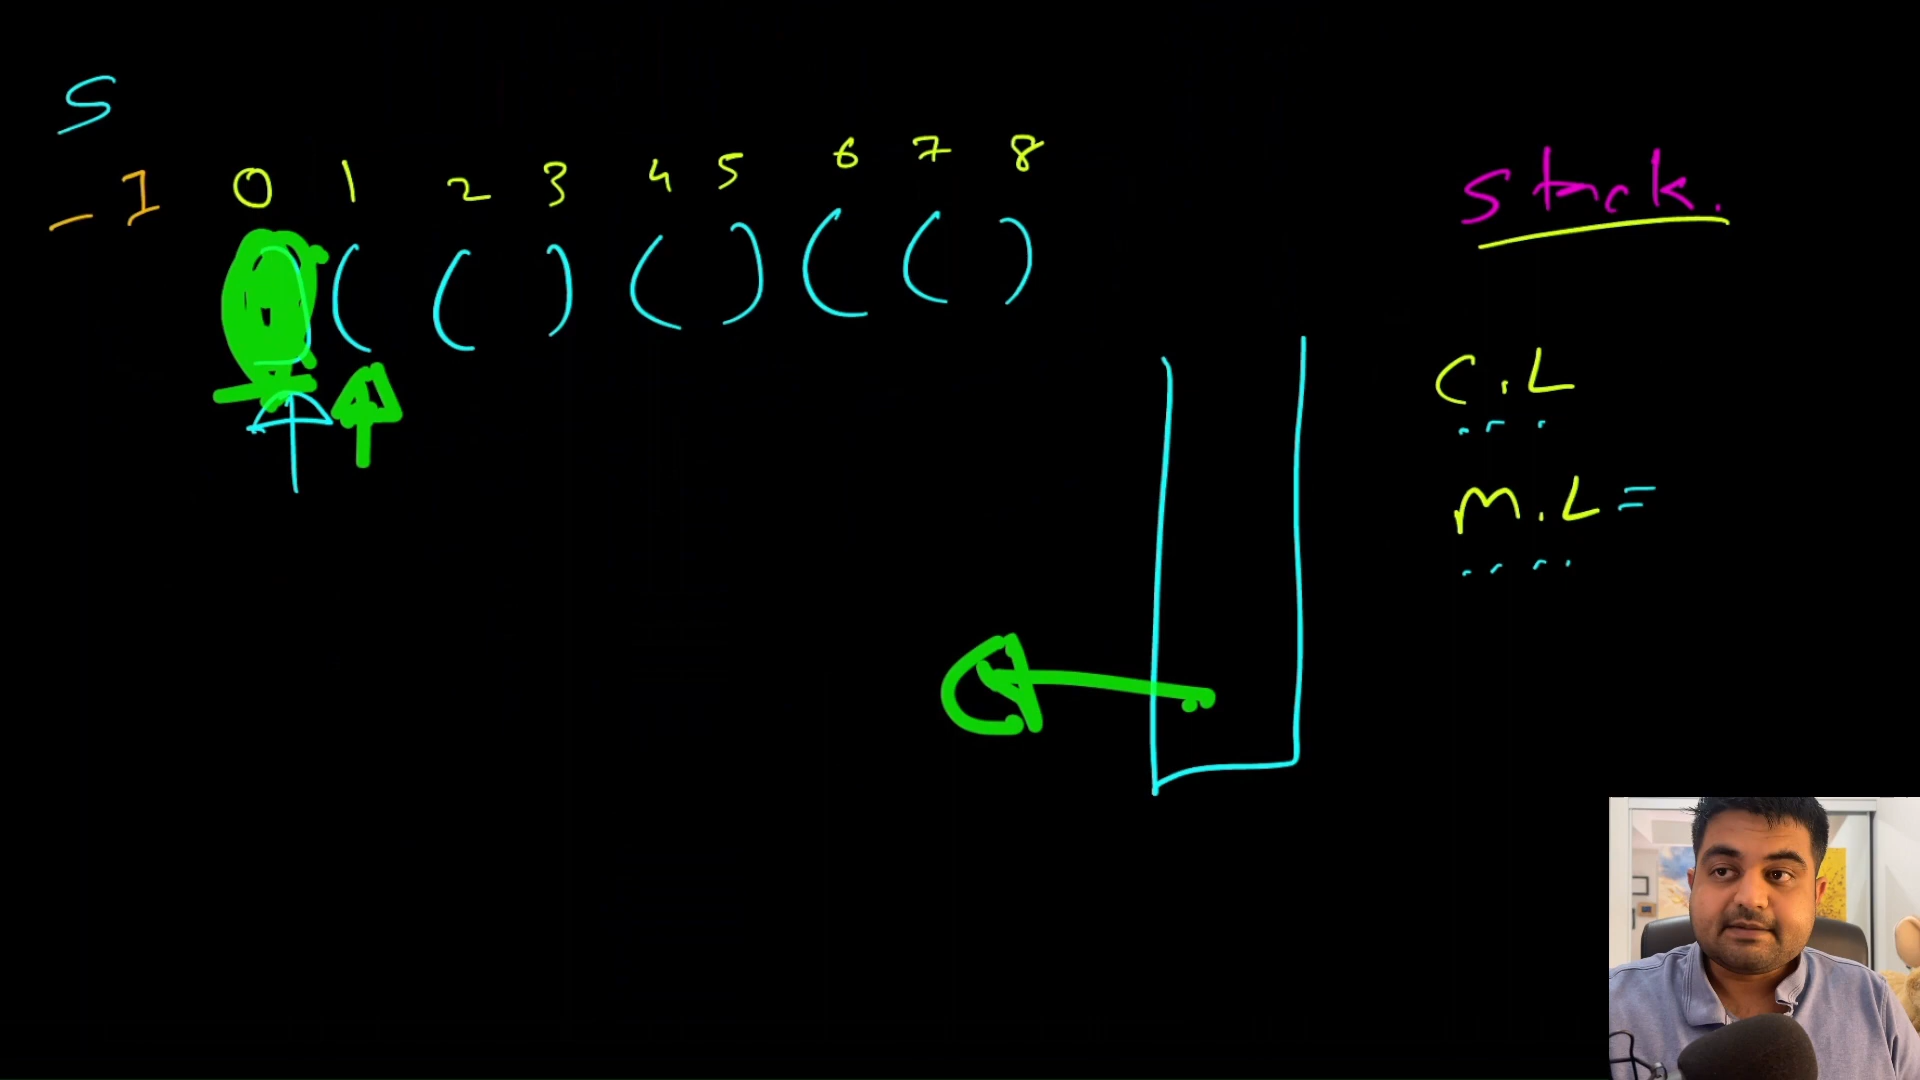 S
-1 0 1 2 3 4 5 6 7 8
) ( ( ) ( ) ( ( )
stack.
C.L
M.L =